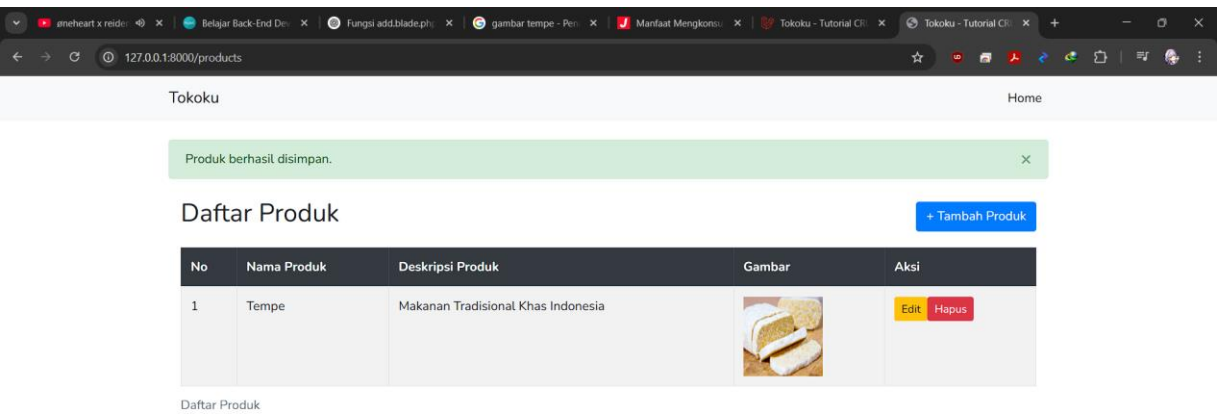 øneheart x reider
Belajar Back-End Dev
Fungsi add.blade.php
gambar tempe - Pen
Manfaat Mengkonsu
Tokoku - Tutorial CR
Tokoku - Tutorial CR
127.0.0.1:8000/products
Tokoku
Home
Produk berhasil disimpan.
×
Daftar Produk
+ Tambah Produk
No Nama Produk Deskripsi Produk Gambar Aksi
1 Tempe Makanan Tradisional Khas Indonesia Edit Hapus
Daftar Produk